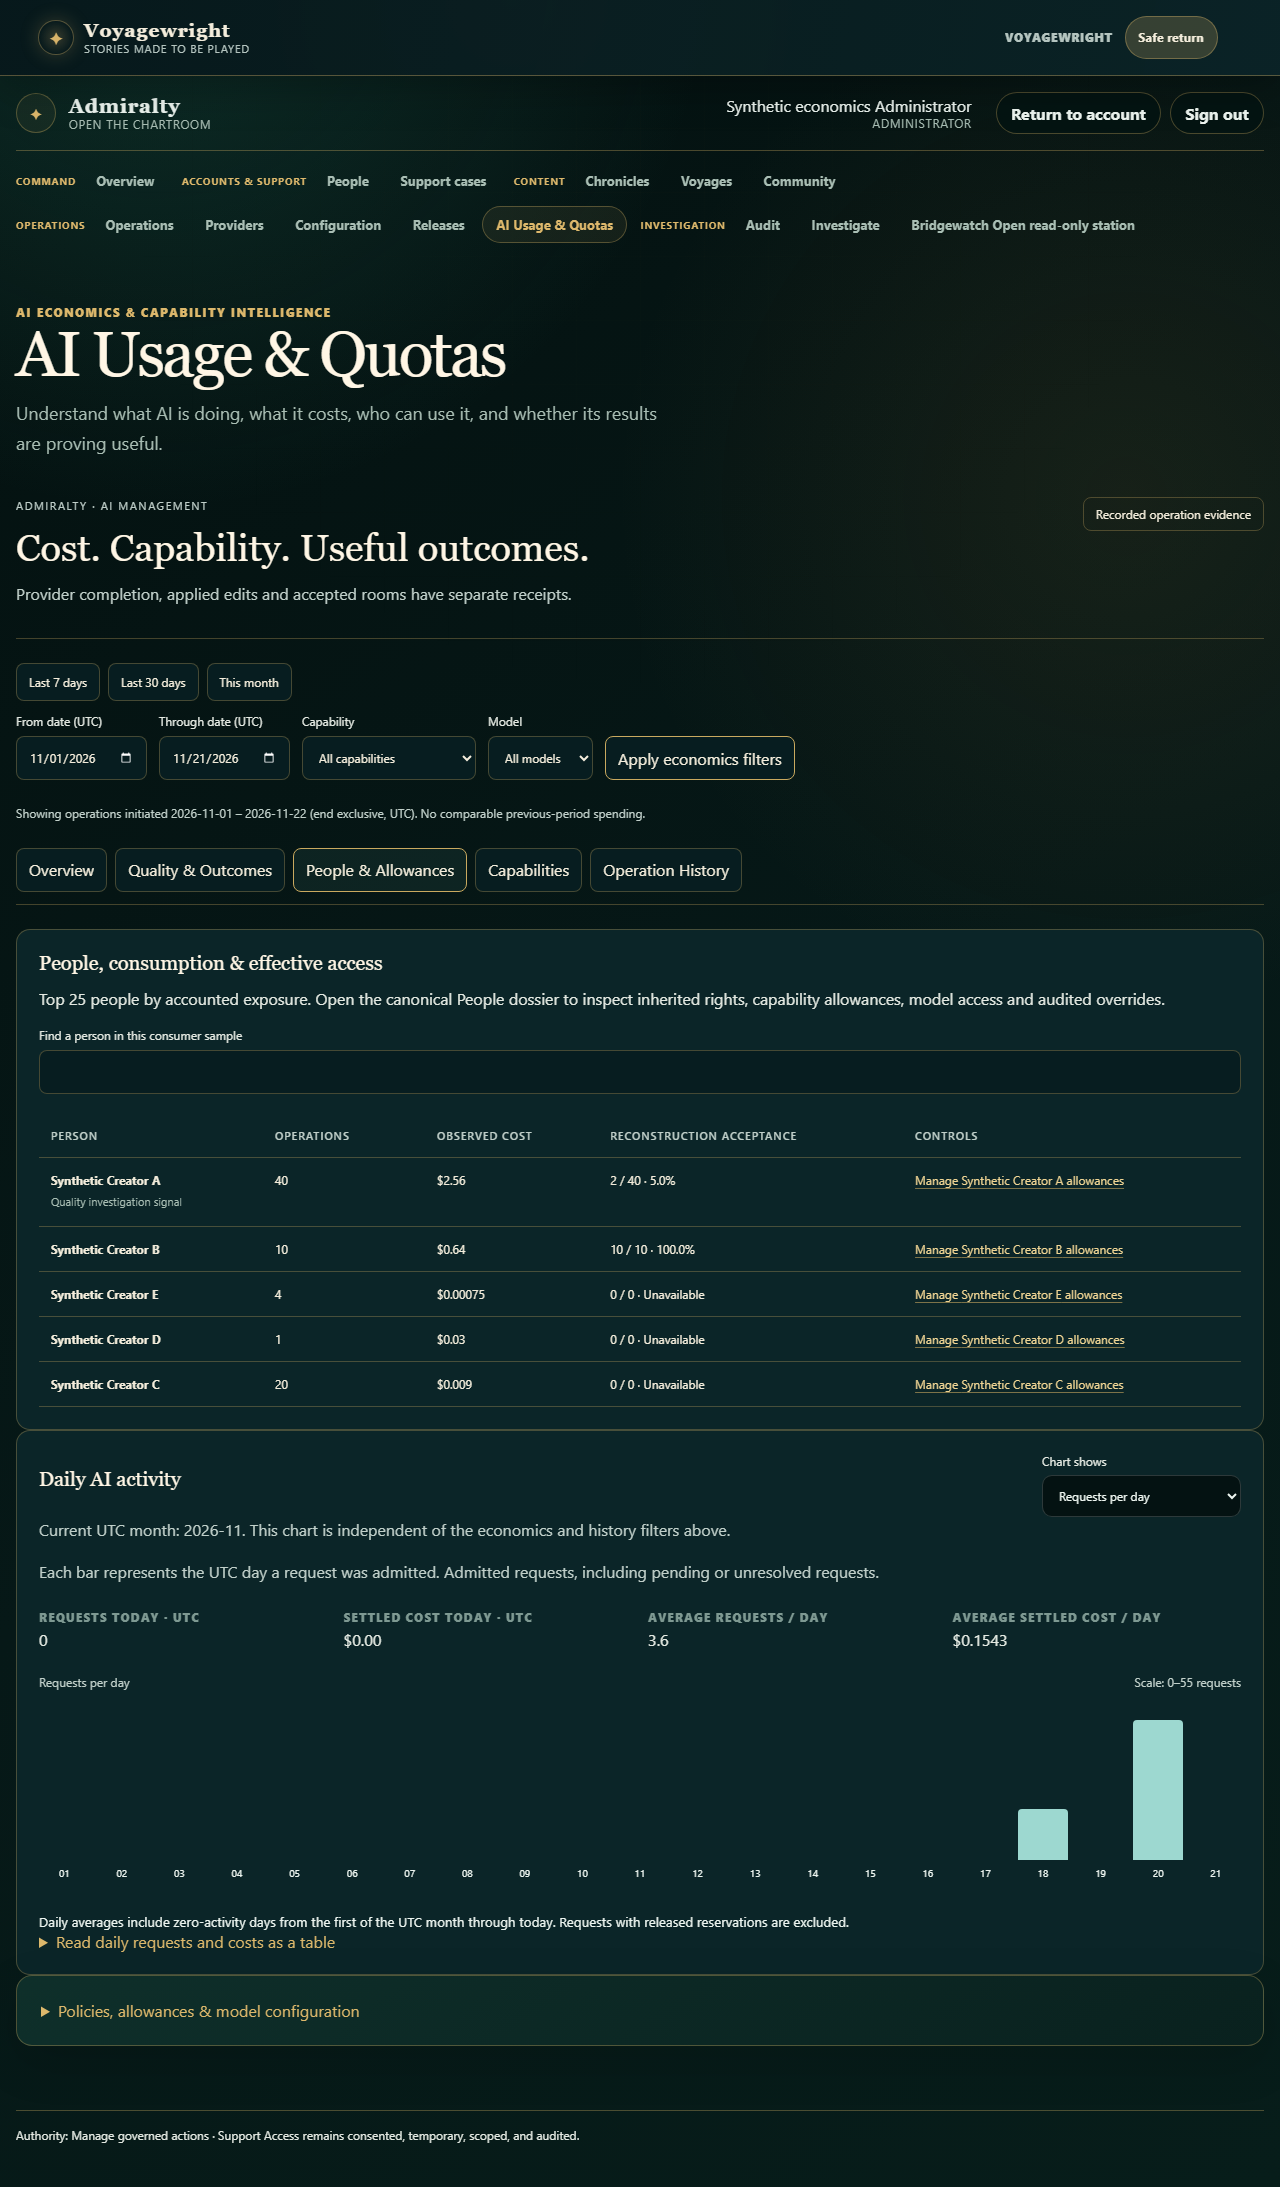 Voyagewright
STORIES MADE TO BE PLAYED
VOYAGEWRIGHT
Safe return
Admiralty
OPEN THE CHARTROOM
Synthetic economics Administrator
ADMINISTRATOR
Return to account
Sign out
COMMAND Overview ACCOUNTS & SUPPORT People Support cases CONTENT Chronicles Voyages Community
OPERATIONS Operations Providers Configuration Releases AI Usage & Quotas INVESTIGATION Audit Investigate Bridgewatch Open read-only station
AI ECONOMICS & CAPABILITY INTELLIGENCE
AI Usage & Quotas
Understand what AI is doing, what it costs, who can use it, and whether its results
are proving useful.
ADMIRALTY · AI MANAGEMENT
Recorded operation evidence
Cost. Capability. Useful outcomes.
Provider completion, applied edits and accepted rooms have separate receipts.
Last 7 days Last 30 days This month
From date (UTC) Through date (UTC) Capability Model
11/01/2026 11/21/2026 All capabilities All models Apply economics filters
Showing operations initiated 2026-11-01 – 2026-11-22 (end exclusive, UTC). No comparable previous-period spending.
Overview Quality & Outcomes People & Allowances Capabilities Operation History
People, consumption & effective access
Top 25 people by accounted exposure. Open the canonical People dossier to inspect inherited rights, capability allowances, model access and audited overrides.
Find a person in this consumer sample
PERSON OPERATIONS OBSERVED COST RECONSTRUCTION ACCEPTANCE CONTROLS
Synthetic Creator A 40 $2.56 2 / 40 · 5.0% Manage Synthetic Creator A allowances
Quality investigation signal
Synthetic Creator B 10 $0.64 10 / 10 · 100.0% Manage Synthetic Creator B allowances
Synthetic Creator E 4 $0.00075 0 / 0 · Unavailable Manage Synthetic Creator E allowances
Synthetic Creator D 1 $0.03 0 / 0 · Unavailable Manage Synthetic Creator D allowances
Synthetic Creator C 20 $0.009 0 / 0 · Unavailable Manage Synthetic Creator C allowances
Daily AI activity
Chart shows
Requests per day
Current UTC month: 2026-11. This chart is independent of the economics and history filters above.
Each bar represents the UTC day a request was admitted. Admitted requests, including pending or unresolved requests.
REQUESTS TODAY · UTC SETTLED COST TODAY · UTC AVERAGE REQUESTS / DAY AVERAGE SETTLED COST / DAY
0 $0.00 3.6 $0.1543
Requests per day Scale: 0–55 requests
01 02 03 04 05 06 07 08 09 10 11 12 13 14 15 16 17 18 19 20 21
Daily averages include zero-activity days from the first of the UTC month through today. Requests with released reservations are excluded.
Read daily requests and costs as a table
Policies, allowances & model configuration
Authority: Manage governed actions · Support Access remains consented, temporary, scoped, and audited.